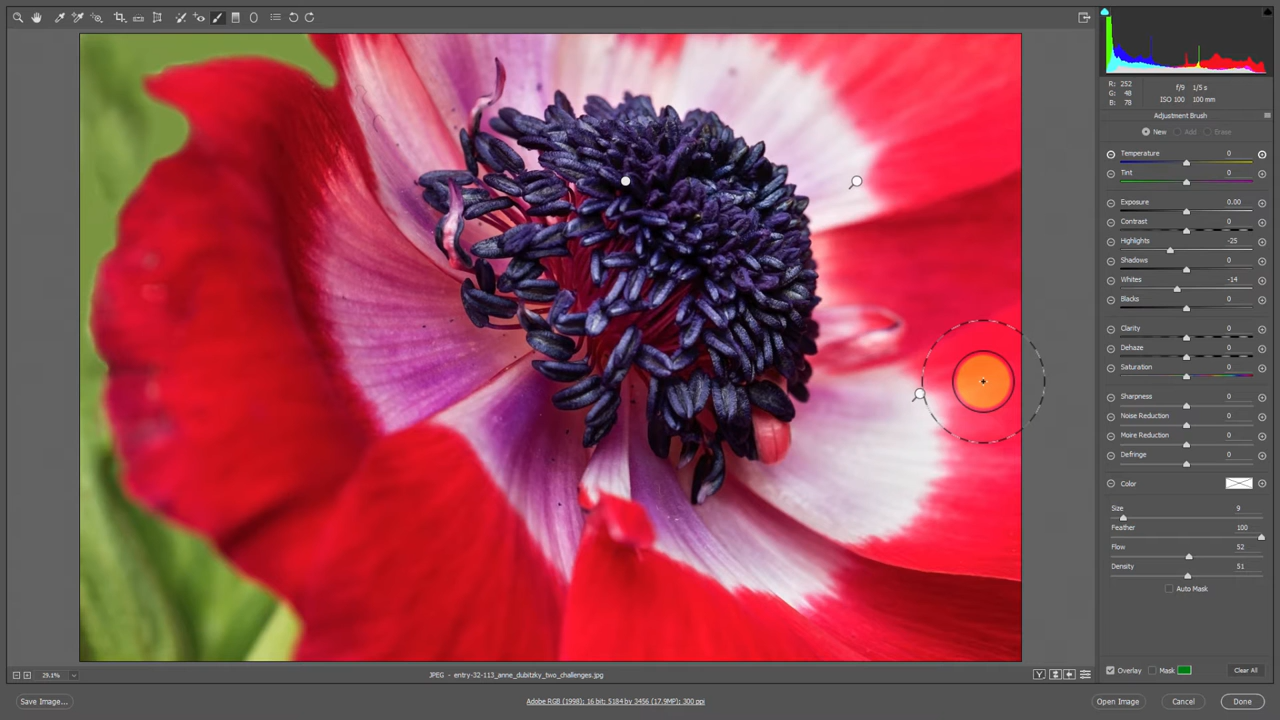 R: 252
G: 48
B: 78
f/9 1/5 s
ISO 100 100 mm
Adjustment Brush
New Add Erase
Temperature 0
Tint 0
Exposure 0.00
Contrast 0
Highlights -25
Shadows 0
Whites -14
Blacks 0
Clarity 0
Dehaze 0
Saturation 0
Sharpness 0
Noise Reduction 0
Moire Reduction 0
Defringe 0
Color
Size 9
Feather 100
Flow 52
Density 51
Auto Mask
29.1% JPEG - entry-32-113_anne_dubitzky_two_challenges.jpg Y Overlay Mask Clear All
Save Image... Adobe RGB (1998); 16 bit; 5184 by 3456 (17.9MP); 300 ppi Open Image Cancel Done